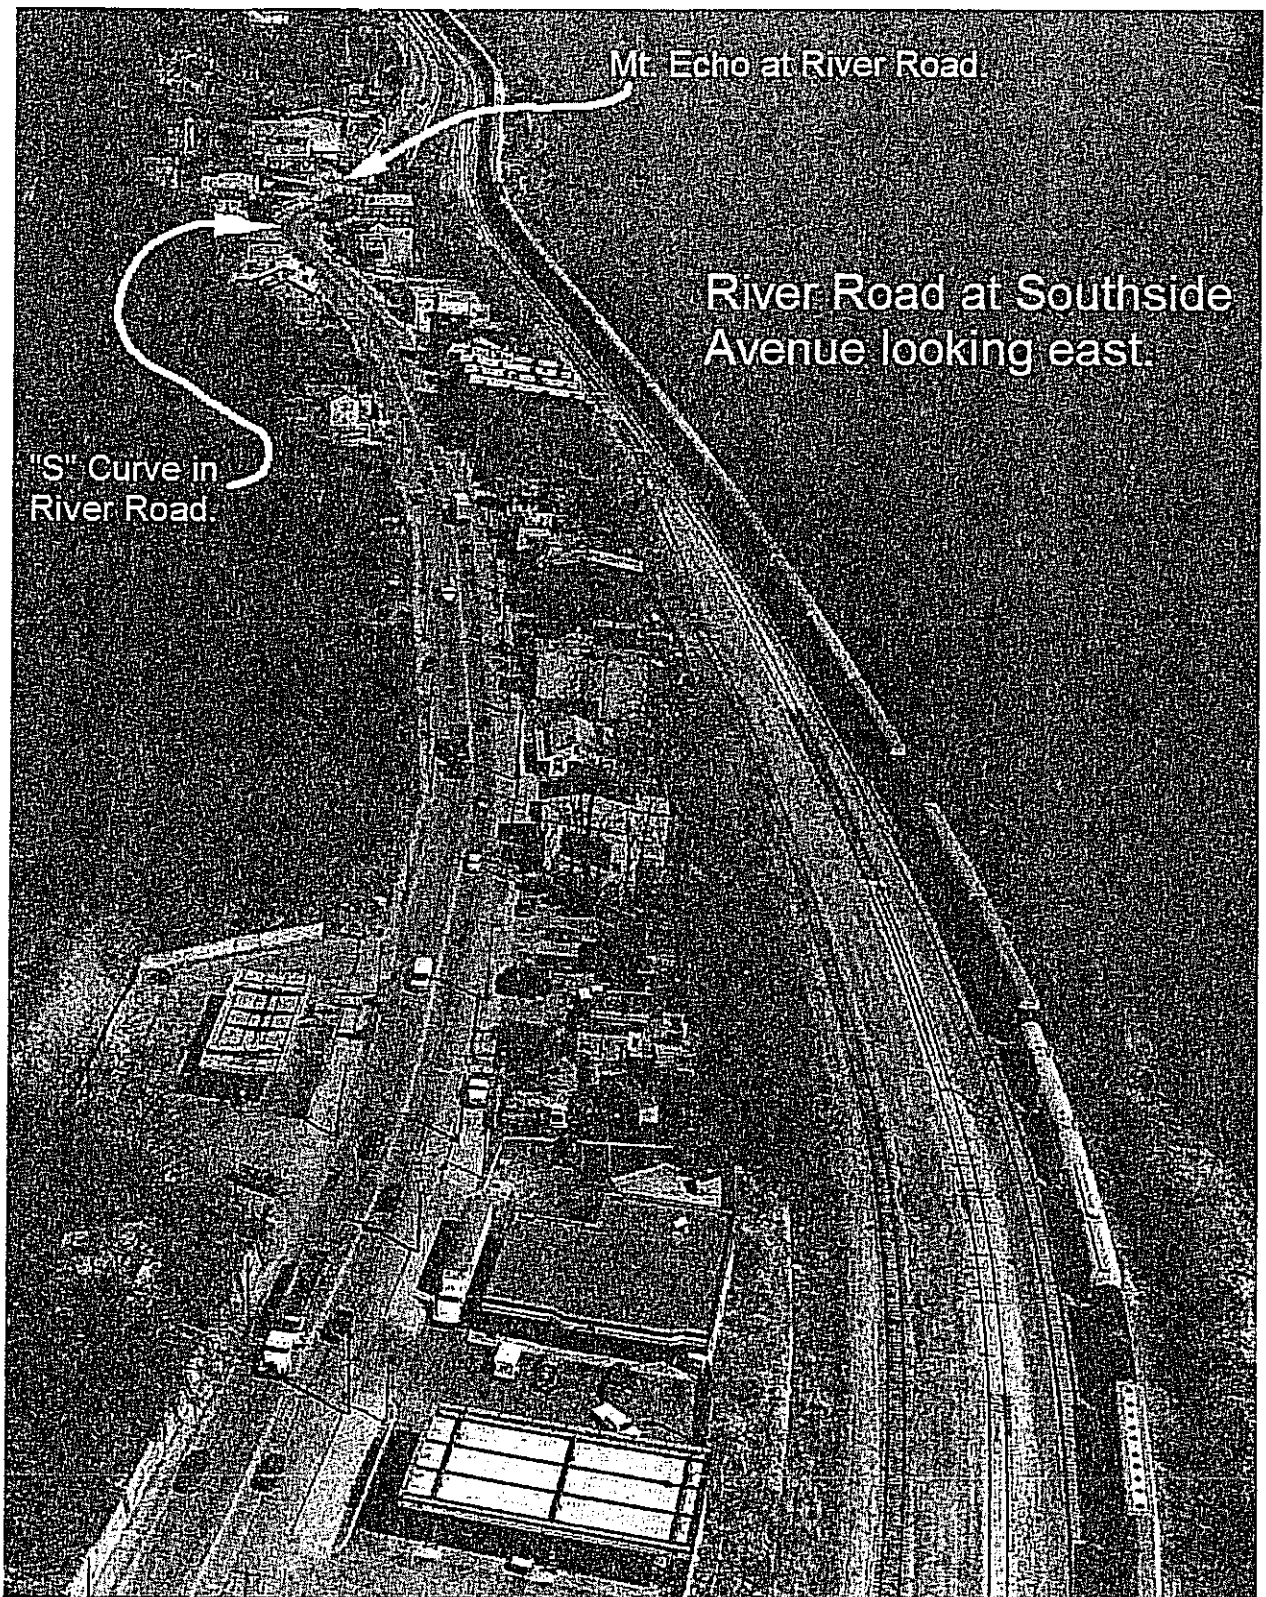 Mt. Echo at River Road.
River Road at Southside
Avenue looking east.
"S" Curve in
River Road.